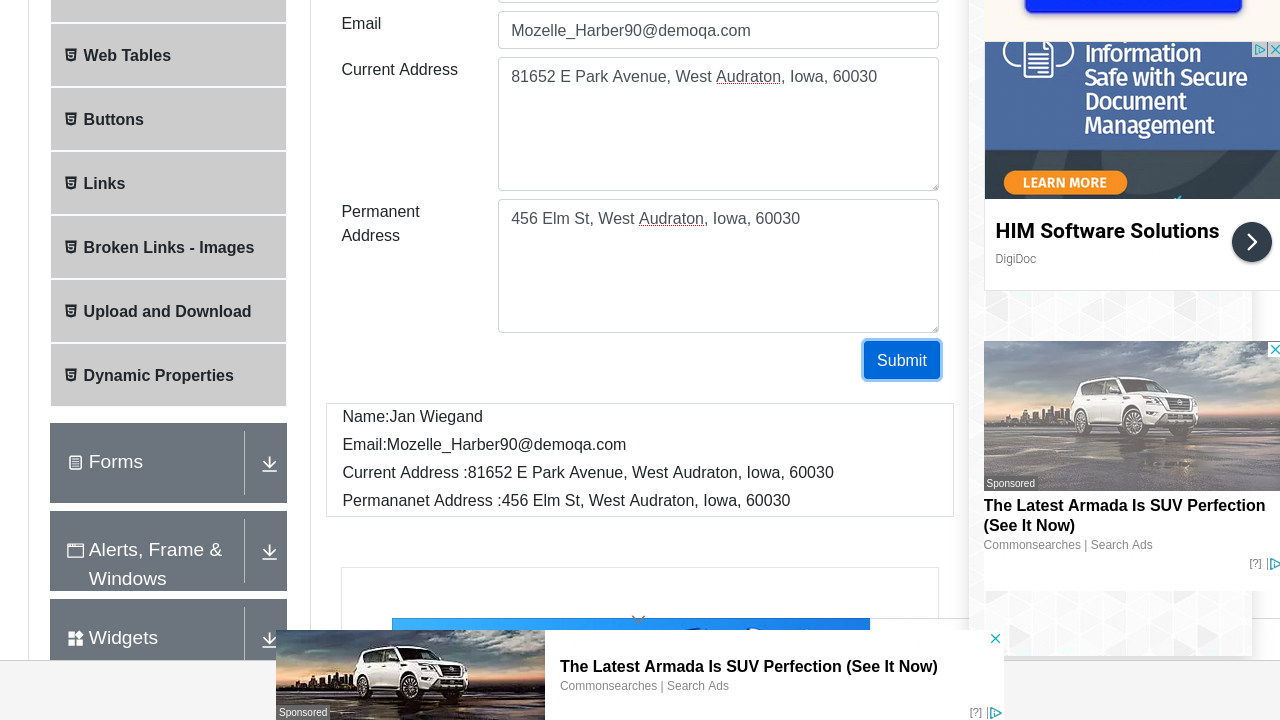 Email
Mozelle_Harber90@demoqa.com
Web Tables
Current Address
81652 E Park Avenue, West Audraton, Iowa, 60030
Buttons
Links
Permanent
Address
456 Elm St, West Audraton, Iowa, 60030
Broken Links - Images
Upload and Download
Dynamic Properties
Submit
Name:Jan Wiegand
Email:Mozelle_Harber90@demoqa.com
Current Address :81652 E Park Avenue, West Audraton, Iowa, 60030
Permananet Address :456 Elm St, West Audraton, Iowa, 60030
Forms
Alerts, Frame &
Windows
Widgets
Information
Safe with Secure
Document
Management
LEARN MORE
HIM Software Solutions
DigiDoc
Sponsored
The Latest Armada Is SUV Perfection
(See It Now)
Commonsearches | Search Ads
[?]
The Latest Armada Is SUV Perfection (See It Now)
Commonsearches | Search Ads
Sponsored
[?]